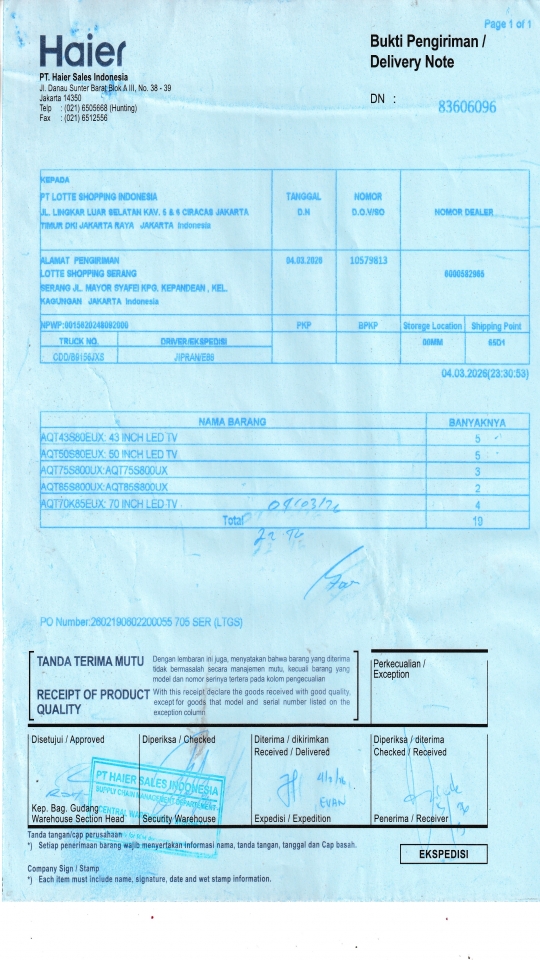 Page 1 of 1
Haier
Bukti Pengiriman /
Delivery Note
PT. Haier Sales Indonesia
Jl. Danau Sunter Barat Blok A III, No. 38 - 39
Jakarta 14350
Telp : (021) 6505668 (Hunting)
Fax : (021) 6512556
DN : 83606096
KEPADA
PT LOTTE SHOPPING INDONESIA
JL. LINGKAR LUAR SELATAN KAV. 5 & 6 CIRACAS JAKARTA
TIMUR DKI JAKARTA RAYA JAKARTA Indonesia
TANGGAL
D.N
NOMOR
D.O.V/SO
NOMOR DEALER
ALAMAT PENGIRIMAN
LOTTE SHOPPING SERANG
SERANG JL. MAYOR SYAFEI KPG. KEPANDEAN , KEL.
KAGUNGAN JAKARTA Indonesia
04.03.2026
10579813
NPWP:
PKP
BPKP
Storege Location
Shipping Point
TRUCK NO.
DRIVER/EKSPEDISI
CDD/B9156JXS
JIPRAN/E88
04.03.2026(23:30:53)
NAMA BARANG BANYAKNYA
AQT43S80EUX: 43 INCH LED TV 5
AQT50S80EUX: 50 INCH LED TV 5
AQT75S800UX:AQT75S800UX 3
AQT85S800UX:AQT85S800UX 2
AQT70K85EUX: 70 INCH LED TV 4
Total 19
PO Number:2602190802200055 705 SER (LTGS)
TANDA TERIMA MUTU
Dengan lembaran ini juga, menyatakan bahwa barang yang diterima
tidak bermasalah secara manajemen mutu, kecuali barang yang
model dan nomor serinya tertera pada kolom pengecualian
RECEIPT OF PRODUCT
QUALITY
With this receipt declare the goods received with good quality,
except for goods that model and serial number listed on the
exception column
Perkecualian /
Exception
Disetujui / Approved
Diperiksa / Checked
Diterima / dikirimkan
Received / Delivered
Diperiksa / diterima
Checked / Received
PT HAIER SALES INDONESIA
SUPPLY CHAIN MANAGEMENT DEPARTEMENT
EVAN
Kep. Bag. Gudang
Warehouse Section Head
Security Warehouse
Expedisi / Expedition
Penerima / Receiver
Tanda tangan/cap perusahaan
*) Setiap penerimaan barang wajib menyertakan informasi nama, tanda tangan, tanggal dan Cap basah.
EKSPEDISI
Company Sign / Stamp
*) Each item must include name, signature, date and wet stamp information.